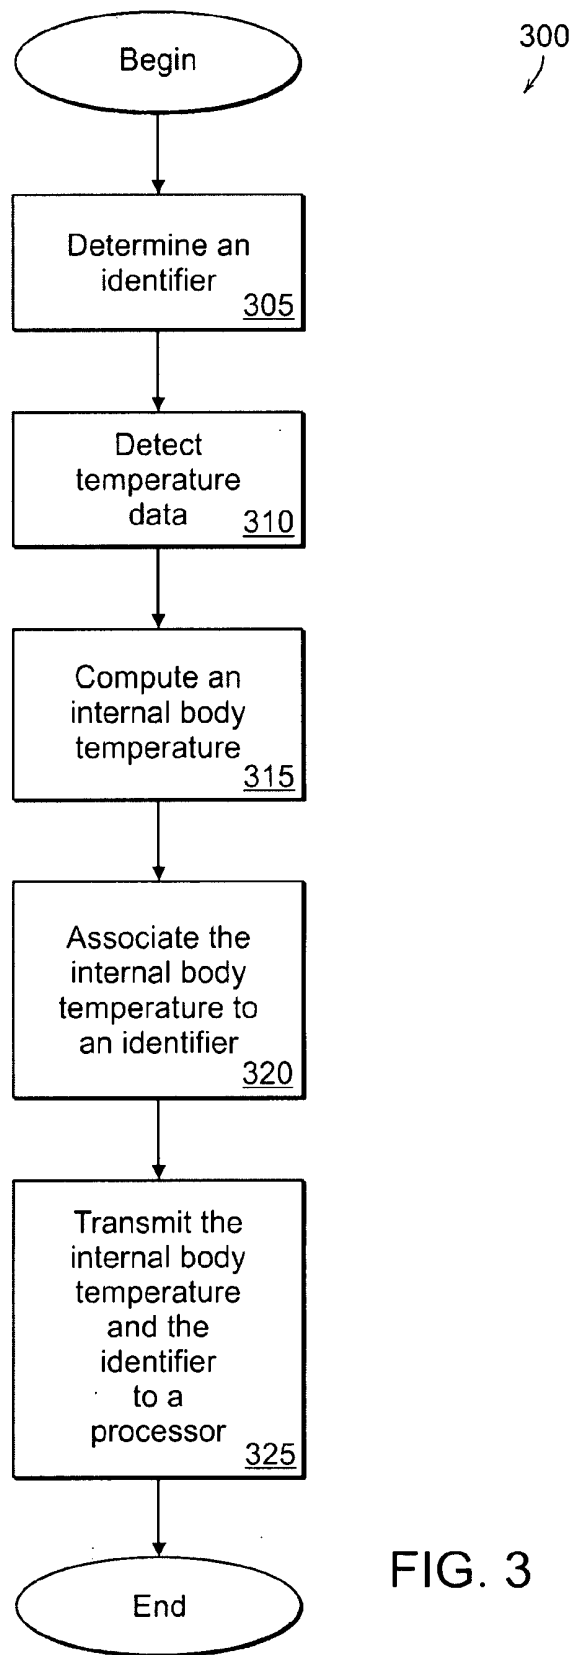 Begin
300
Determine an
identifier
305
Detect
temperature
data
310
Compute an
internal body
temperature
315
Associate the
internal body
temperature to
an identifier
320
Transmit the
internal body
temperature
and the
identifier
to a
processor
325
End
FIG. 3